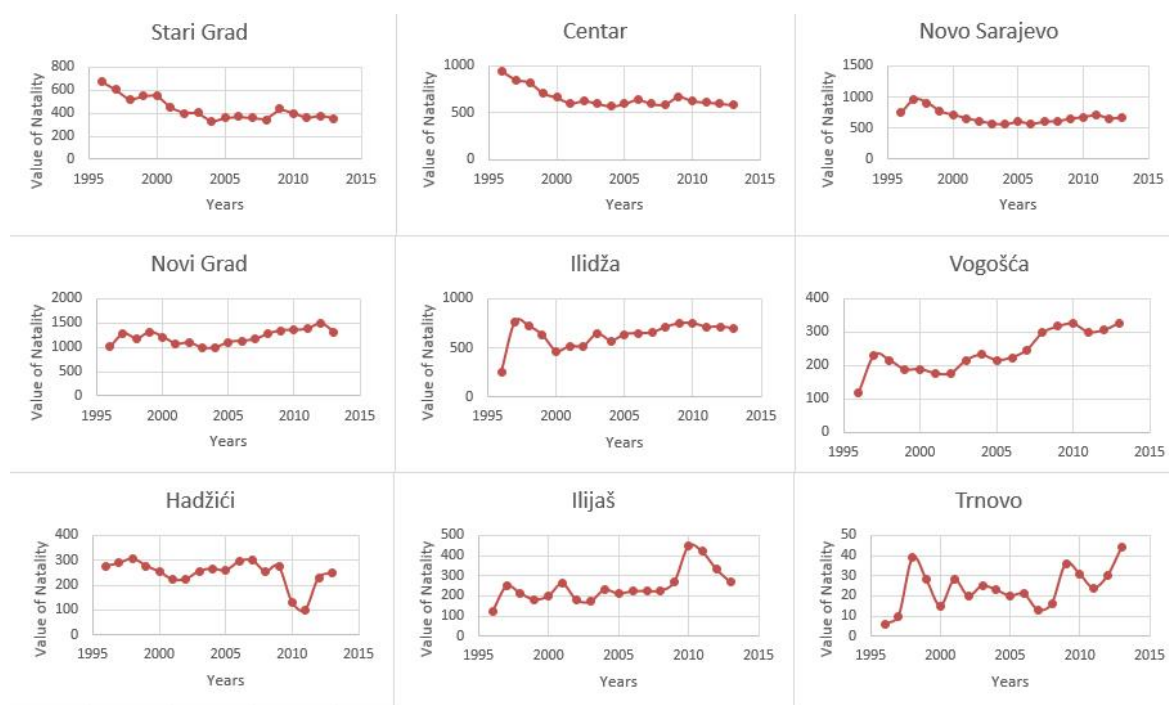 Stari Grad
Value of Natality
800
600
400
200
0
1995 2000 2005 2010 2015
Years
Centar
Value of Natality
1000
500
0
1995 2000 2005 2010 2015
Years
Novo Sarajevo
Value of Natality
1500
1000
500
0
1995 2000 2005 2010 2015
Years
Novi Grad
Value of Natality
2000
1500
1000
500
0
1995 2000 2005 2010 2015
Years
Ilidža
Value of Natality
1000
500
0
1995 2000 2005 2010 2015
Years
Vogošća
Value of Natality
400
300
200
100
0
1995 2000 2005 2010 2015
Years
Hadžići
Value of Natality
400
300
200
100
0
1995 2000 2005 2010 2015
Years
Ilijaš
Value of Natality
500
400
300
200
100
0
1995 2000 2005 2010 2015
Years
Trnovo
Value of Natality
50
40
30
20
10
0
1995 2000 2005 2010 2015
Years